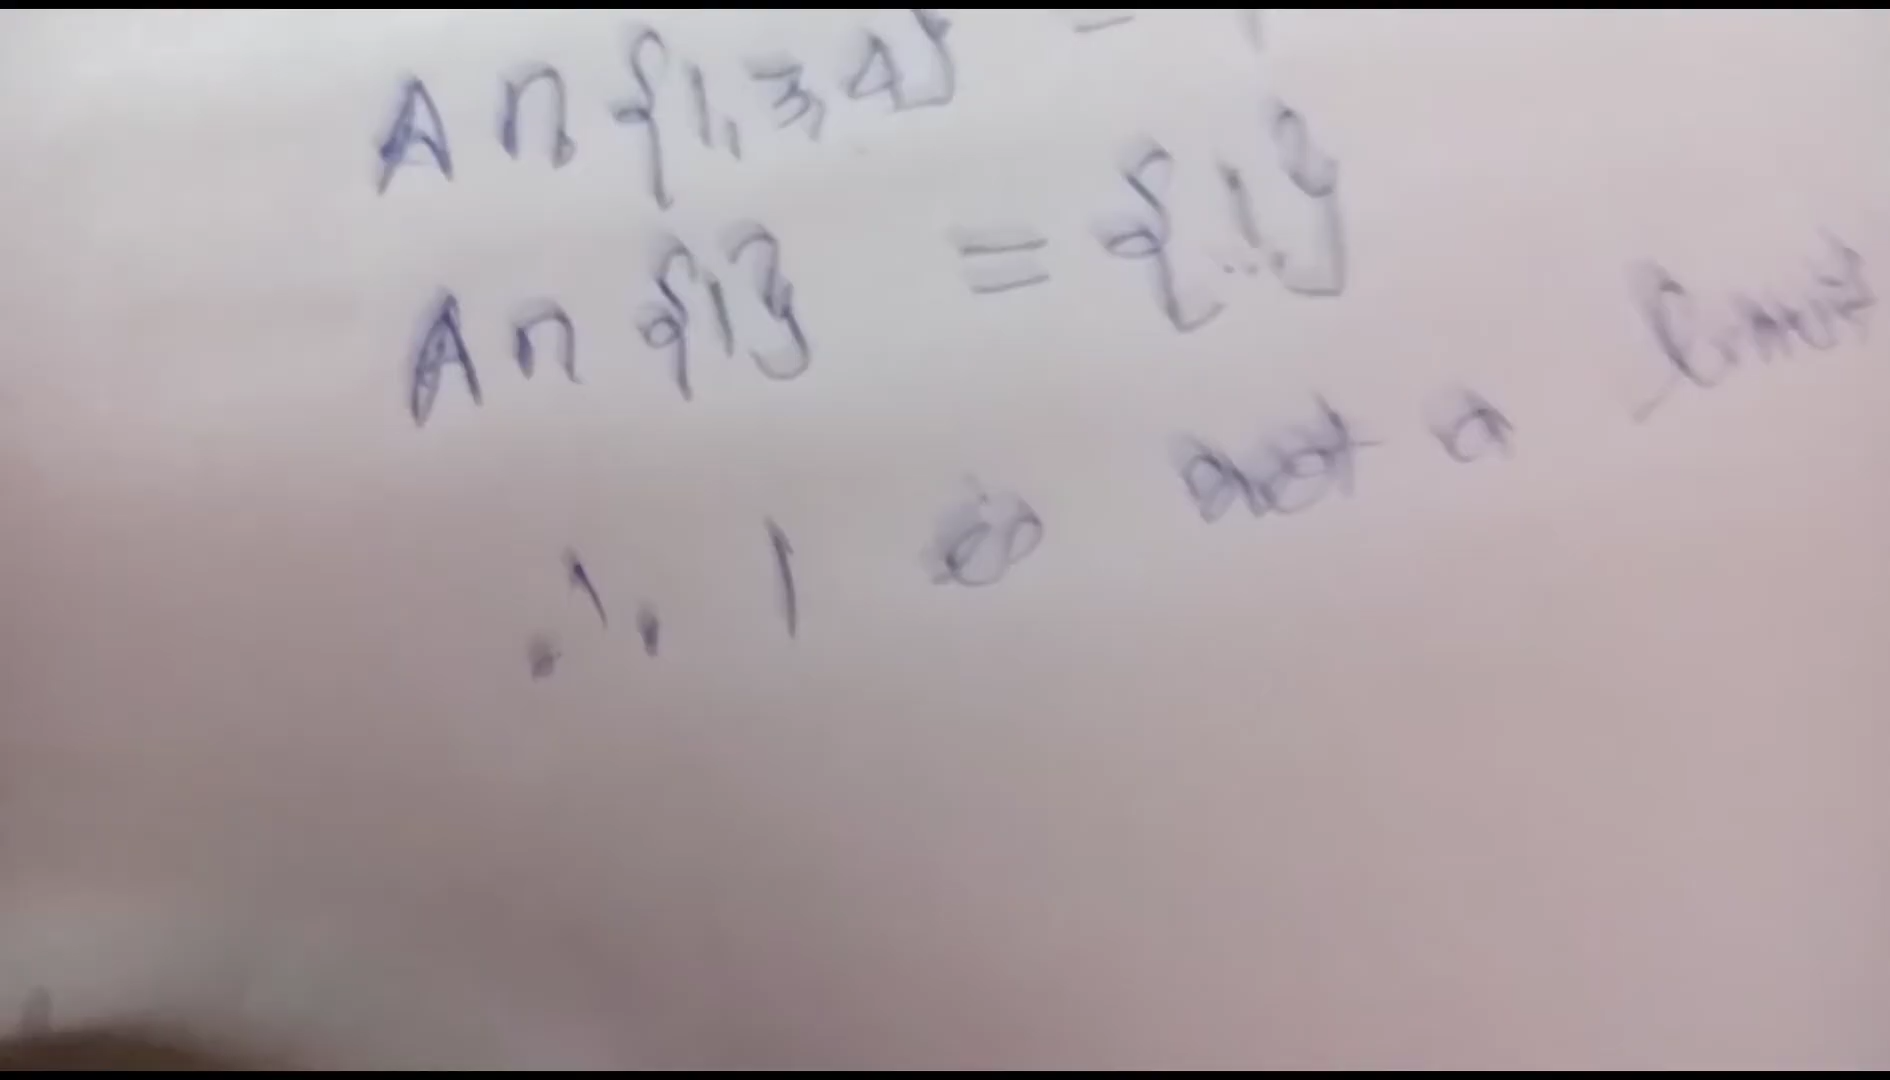 A ∩ {1, 3, 4} =
A ∩ {1} = {1}
∴ 1 is not a limit